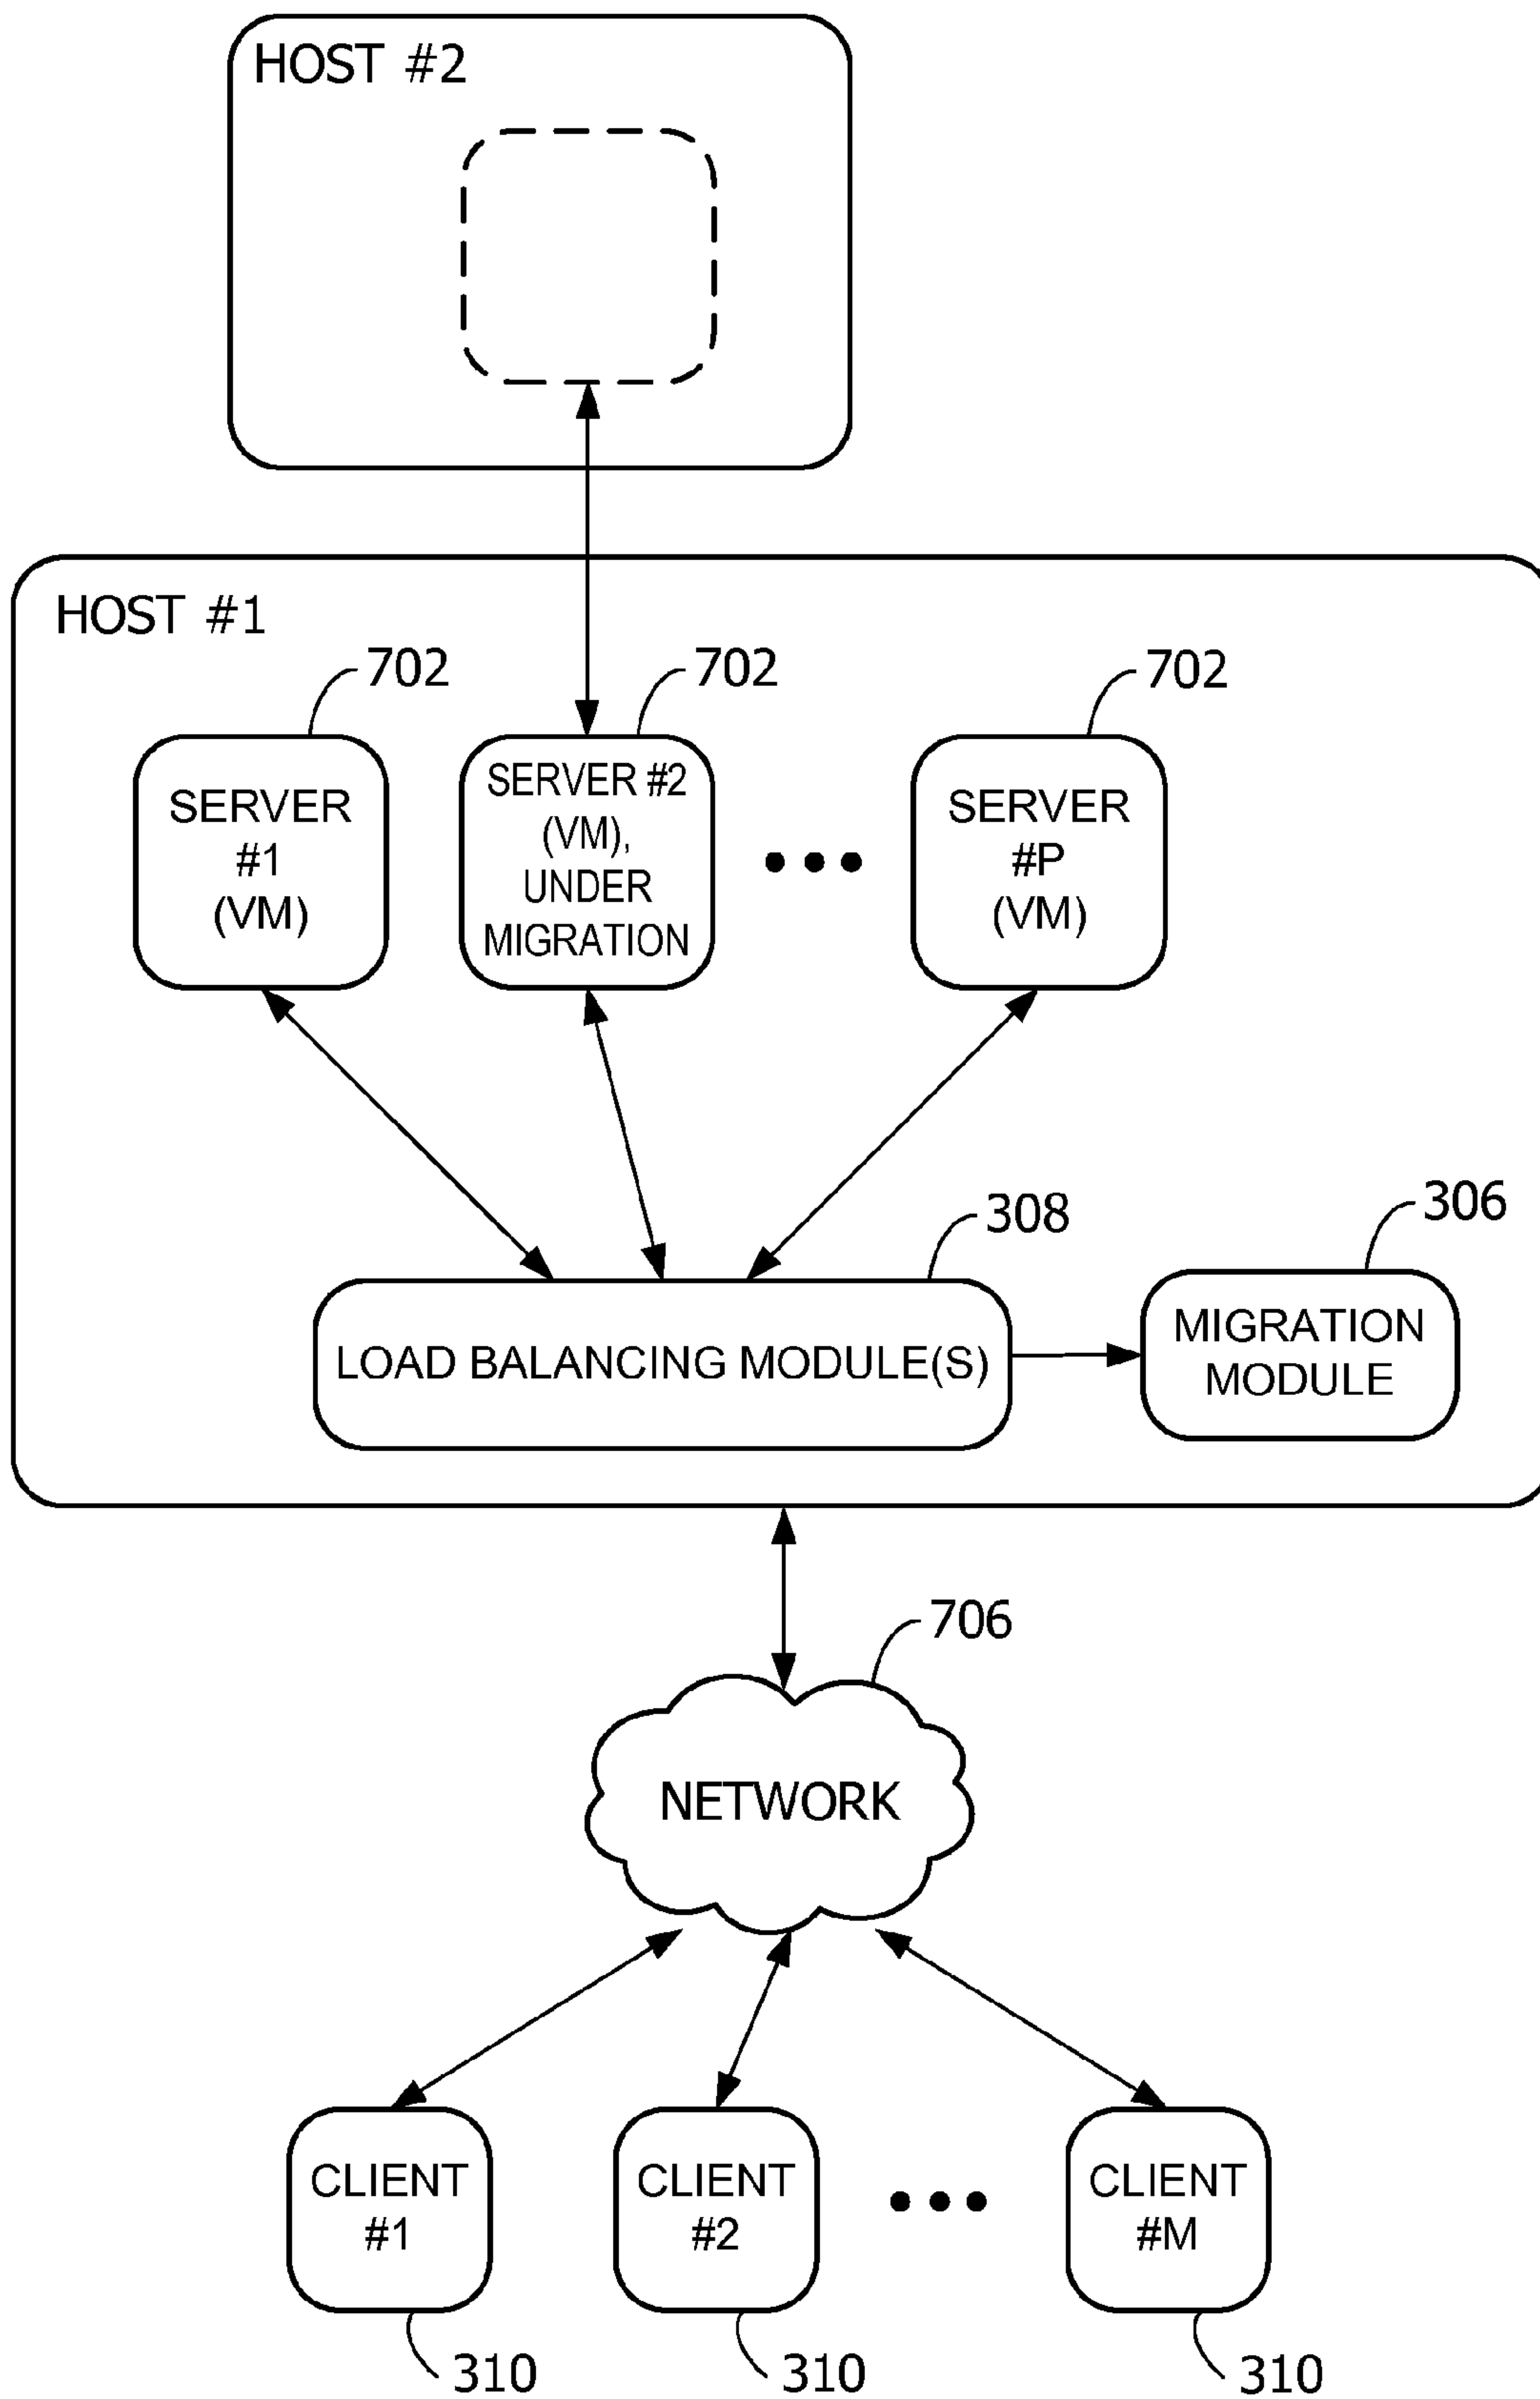 HOST #2
HOST #1
702
702
702
SERVER
#1
(VM)
SERVER #2
(VM),
UNDER
MIGRATION
SERVER
#P
(VM)
308
306
LOAD BALANCING MODULE(S)
MIGRATION
MODULE
706
NETWORK
CLIENT
#1
CLIENT
#2
CLIENT
#M
310
310
310